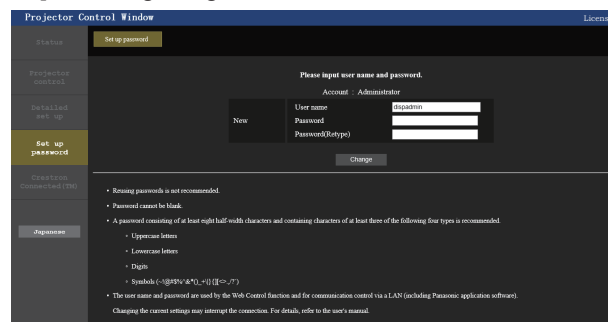 Projector Control Window
Licens
Status
Set up password
Projector
control
Detailed
set up
Set up
password
Crestron
Connected(TM)
Japanese
Please input user name and password.
Account : Administrator
New
User name
dispadmin
Password
Password(Retype)
Change
• Reusing passwords is not recommended.
• Password cannot be blank.
• A password consisting of at least eight half-width characters and containing characters of at least three of the following four types is recommended.
◦ Uppercase letters
◦ Lowercase letters
◦ Digits
◦ Symbols (~!@#$%^&*()_+\{}[]<>.,/?`)
• The user name and password are used by the Web Control function and for communication control via a LAN (including Panasonic application software).
Changing the current settings may interrupt the connection. For details, refer to the user's manual.